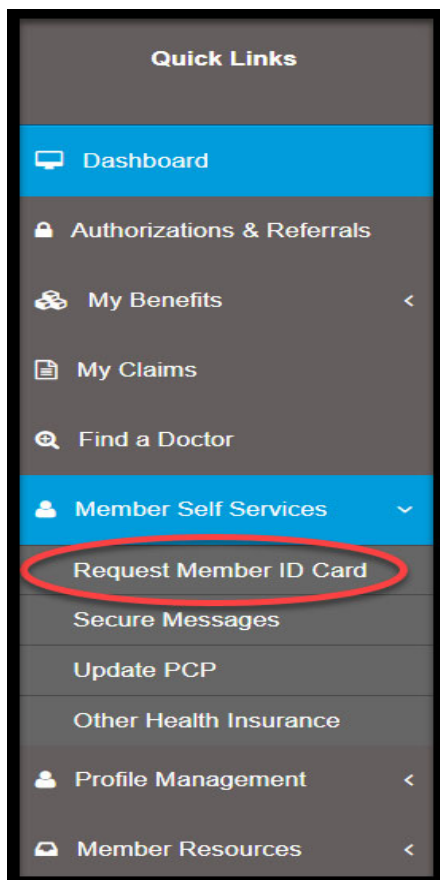 Quick Links
Dashboard
Authorizations & Referrals
My Benefits
My Claims
Find a Doctor
Member Self Services
Request Member ID Card
Secure Messages
Update PCP
Other Health Insurance
Profile Management
Member Resources